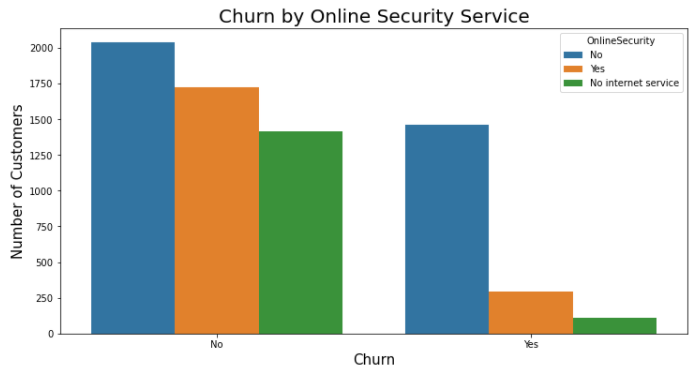 Churn by Online Security Service
OnlineSecurity
No
Yes
No internet service
Number of Customers
2000
1750
1500
1250
1000
750
500
250
0
No
Yes
Churn